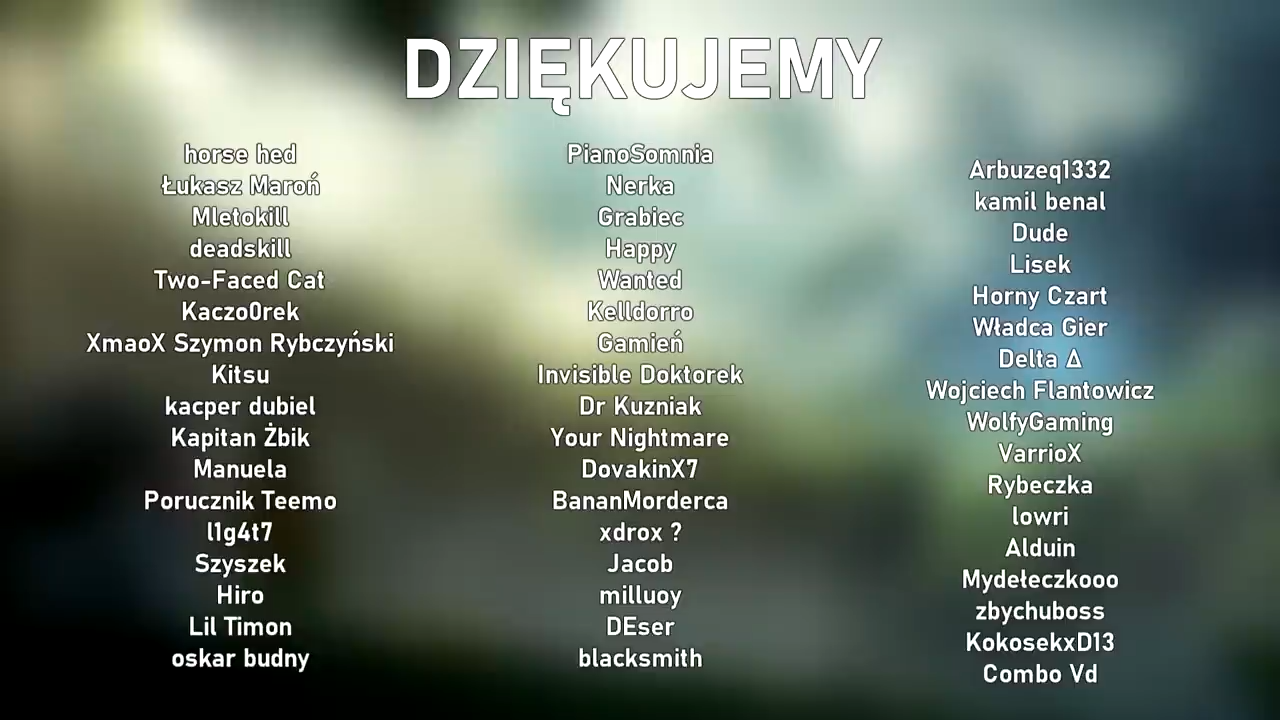 DZIĘKUJEMY
horse hed
Łukasz Maroń
Mletokill
deadskill
Two-Faced Cat
Kaczo0rek
XmaoX Szymon Rybczyński
Kitsu
kacper dubiel
Kapitan Żbik
Manuela
Porucznik Teemo
l1g4t7
Szyszek
Hiro
Lil Timon
oskar budny
PianoSomnia
Nerka
Grabiec
Happy
Wanted
Kelldorro
Gamień
Invisible Doktorek
Dr Kuzniak
Your Nightmare
DovakinX7
BananMorderca
xdrox ?
Jacob
milluoy
DEser
blacksmith
Arbuzeq1332
kamil benal
Dude
Lisek
Horny Czart
Władca Gier
Delta Δ
Wojciech Flantowicz
WolfyGaming
VarrioX
Rybeczka
lowri
Alduin
Mydełeczkooo
zbychuboss
KokosekxD13
Combo Vd